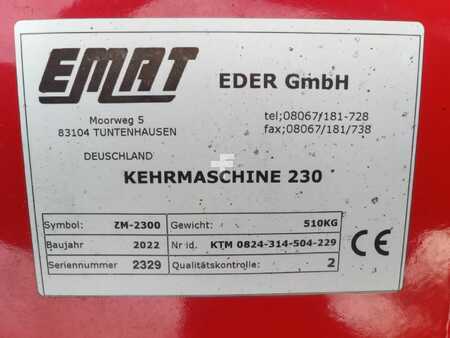 EMAT
EDER GmbH
Moorweg 5
83104 TUNTENHAUSEN
tel;08067/181-728
fax;08067/181/738
DEUSCHLAND
KEHRMASCHINE 230
Symbol: ZM-2300 Gewicht: 510KG
Baujahr 2022 Nr id. KTM 0824-314-504-229
Seriennummer 2329 Qualitätskontrolle: 2
CE